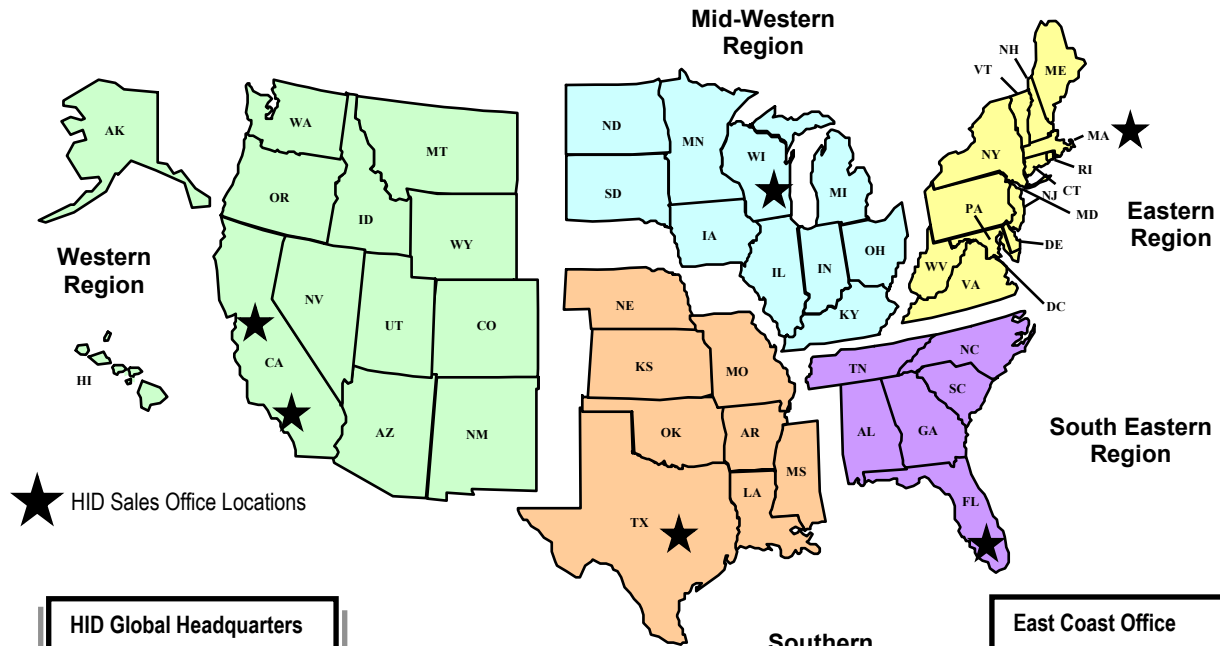 Mid-Western
Region
NH
VT
ME
AK
WA
MT
ND
MN
WI
MA
NY
RI
OR
ID
SD
MI
CT
NJ
MD
PA
Eastern
Region
WY
IA
OH
DE
Western
Region
IL
IN
WV
VA
NV
UT
CO
NE
KY
DC
CA
HI
KS
MO
TN
NC
SC
AZ
NM
OK
AR
AL
GA
South Eastern
Region
MS
LA
FL
HID Sales Office Locations
TX
HID Global Headquarters
East Coast Office
Southern